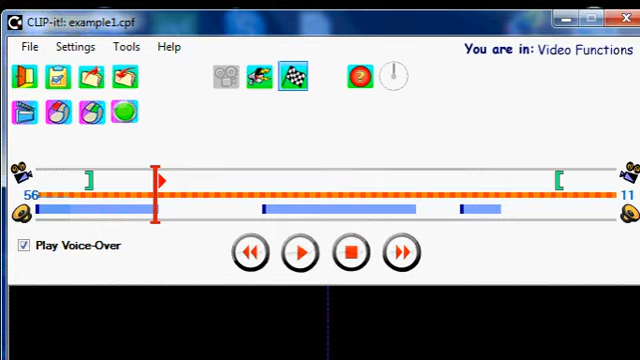 CLIP-it!: example1.cpf
File Settings Tools Help
You are in: Video Functions
?
56 11
Play Voice-Over